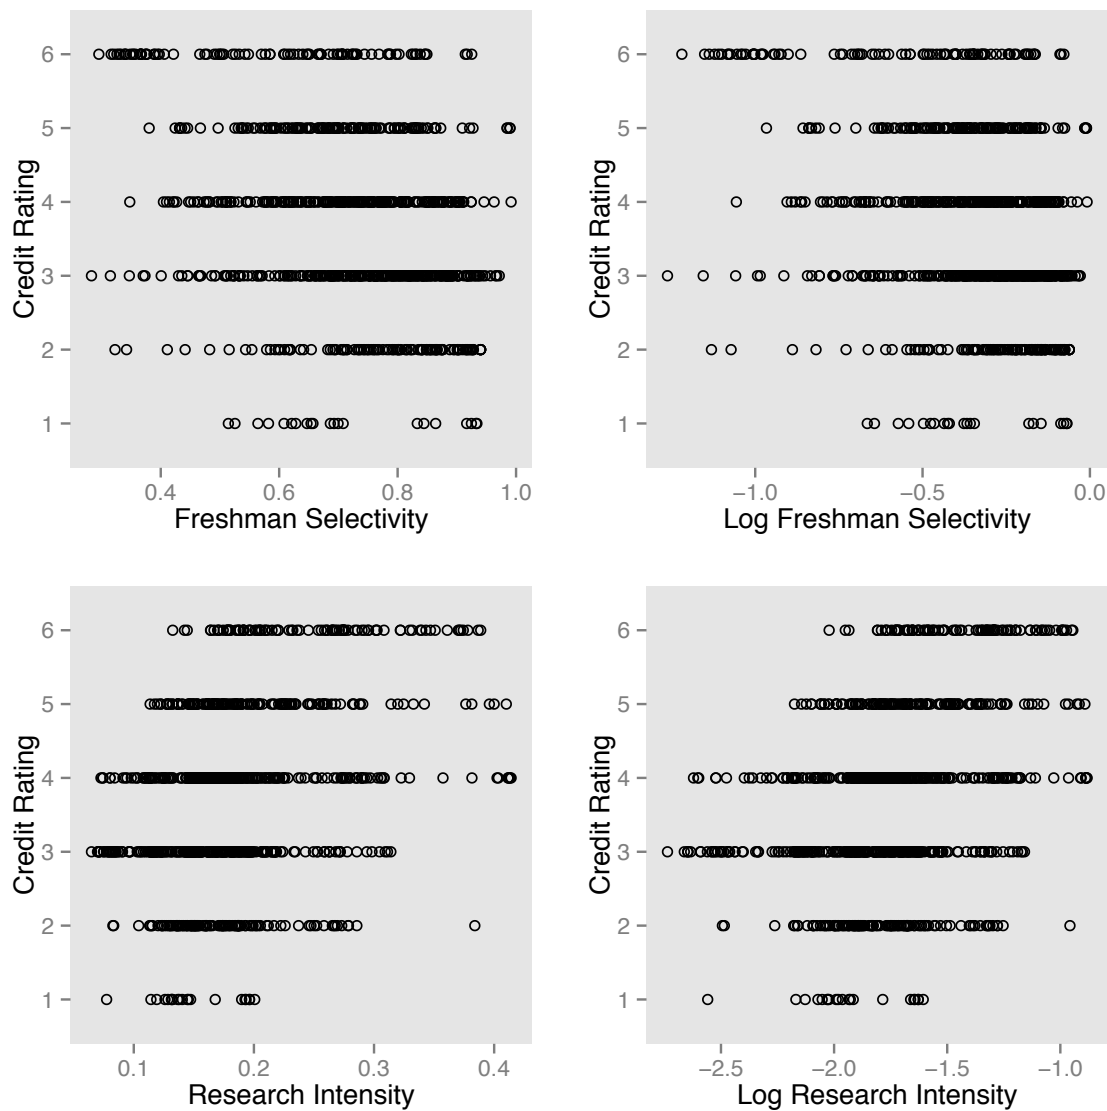 6
5
4
3
2
1
Credit Rating
0.4 0.6 0.8 1.0
Freshman Selectivity
6
5
4
3
2
1
Credit Rating
−1.0 −0.5 0.0
Log Freshman Selectivity
6
5
4
3
2
1
Credit Rating
0.1 0.2 0.3 0.4
Research Intensity
6
5
4
3
2
1
Credit Rating
−2.5 −2.0 −1.5 −1.0
Log Research Intensity